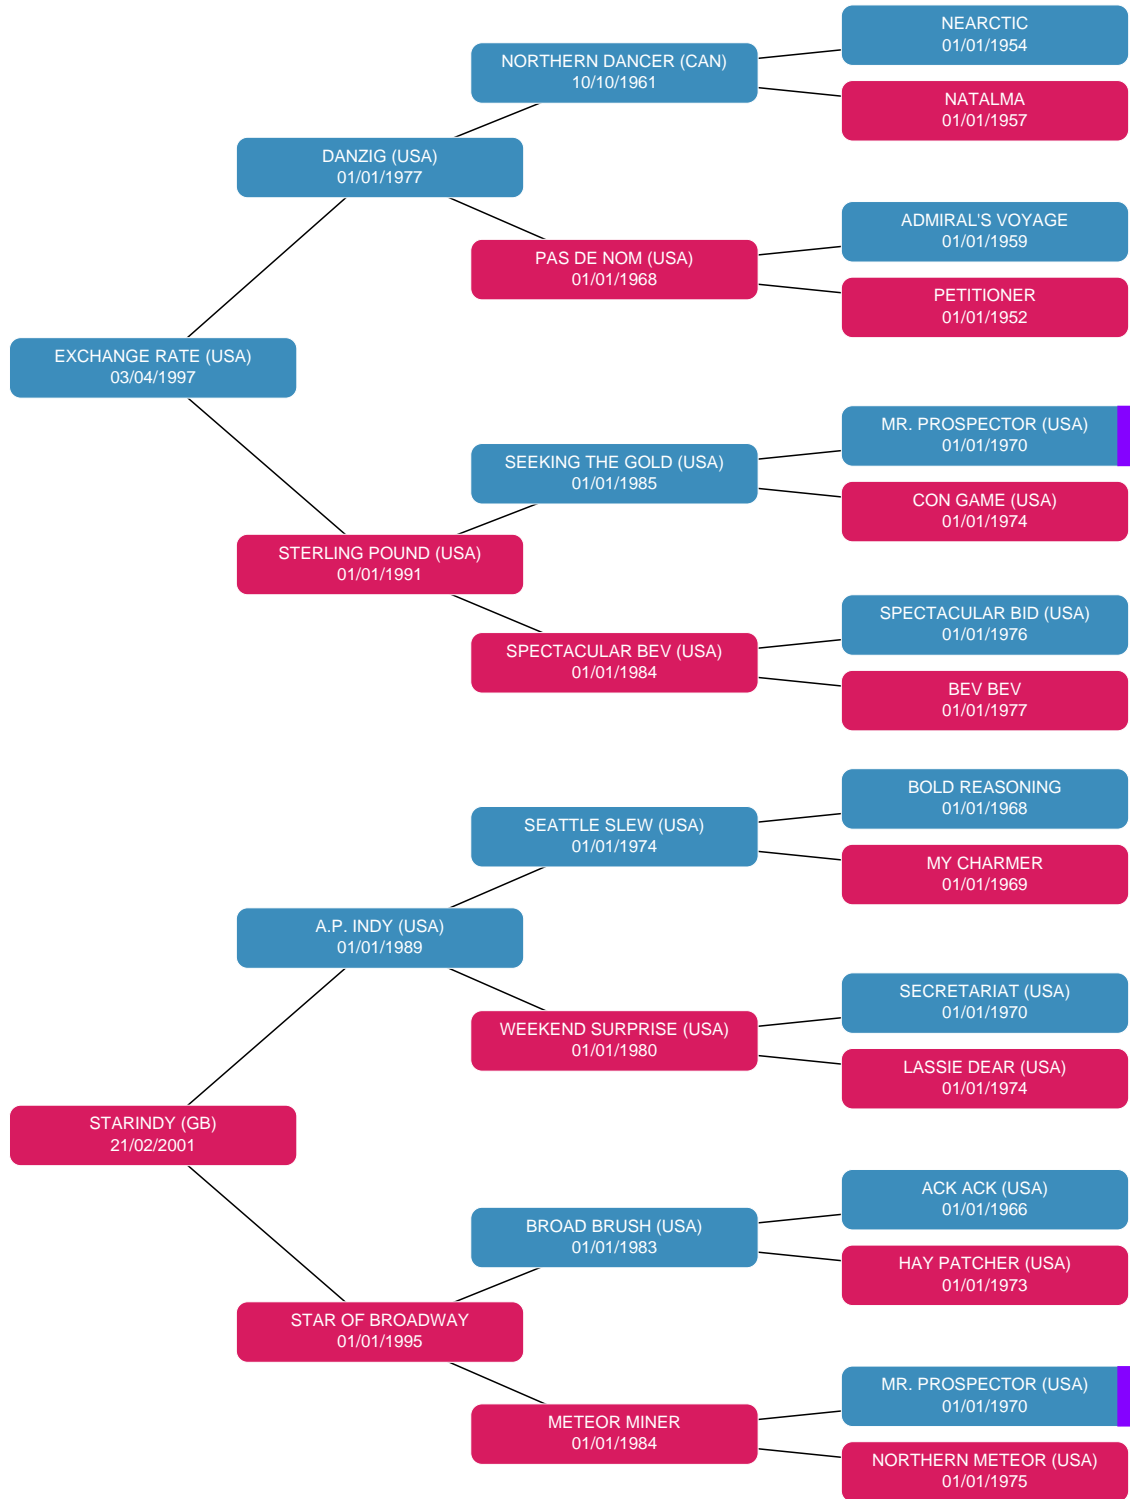 NEARCTIC
01/01/1954
NORTHERN DANCER (CAN)
10/10/1961
NATALMA
01/01/1957
DANZIG (USA)
01/01/1977
ADMIRAL'S VOYAGE
01/01/1959
PAS DE NOM (USA)
01/01/1968
PETITIONER
01/01/1952
EXCHANGE RATE (USA)
03/04/1997
MR. PROSPECTOR (USA)
01/01/1970
SEEKING THE GOLD (USA)
01/01/1985
CON GAME (USA)
01/01/1974
STERLING POUND (USA)
01/01/1991
SPECTACULAR BID (USA)
01/01/1976
SPECTACULAR BEV (USA)
01/01/1984
BEV BEV
01/01/1977
BOLD REASONING
01/01/1968
SEATTLE SLEW (USA)
01/01/1974
MY CHARMER
01/01/1969
A.P. INDY (USA)
01/01/1989
SECRETARIAT (USA)
01/01/1970
WEEKEND SURPRISE (USA)
01/01/1980
LASSIE DEAR (USA)
01/01/1974
STARINDY (GB)
21/02/2001
ACK ACK (USA)
01/01/1966
BROAD BRUSH (USA)
01/01/1983
HAY PATCHER (USA)
01/01/1973
STAR OF BROADWAY
01/01/1995
MR. PROSPECTOR (USA)
01/01/1970
METEOR MINER
01/01/1984
NORTHERN METEOR (USA)
01/01/1975